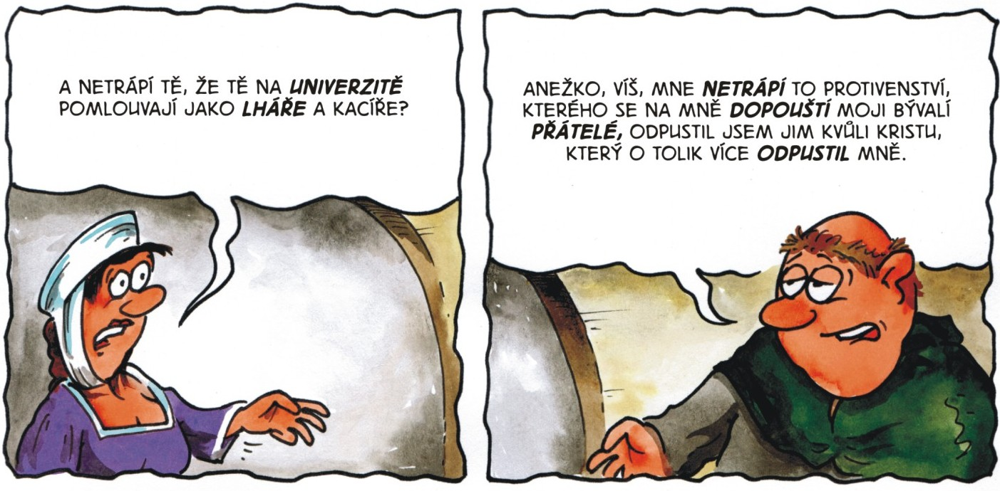 A NETRÁPÍ TĚ, ŽE TĚ NA UNIVERZITĚ
POMLOUVAJÍ JAKO LHÁŘE A KACÍŘE?
ANEŽKO, VÍŠ, MNE NETRÁPÍ TO PROTIVENSTVÍ,
KTERÉHO SE NA MNĚ DOPOUŠTÍ MOJI BÝVALÍ
PŘÁTELÉ, ODPUSTIL JSEM JIM KVŮLI KRISTU,
KTERÝ O TOLIK VÍCE ODPUSTIL MNĚ.